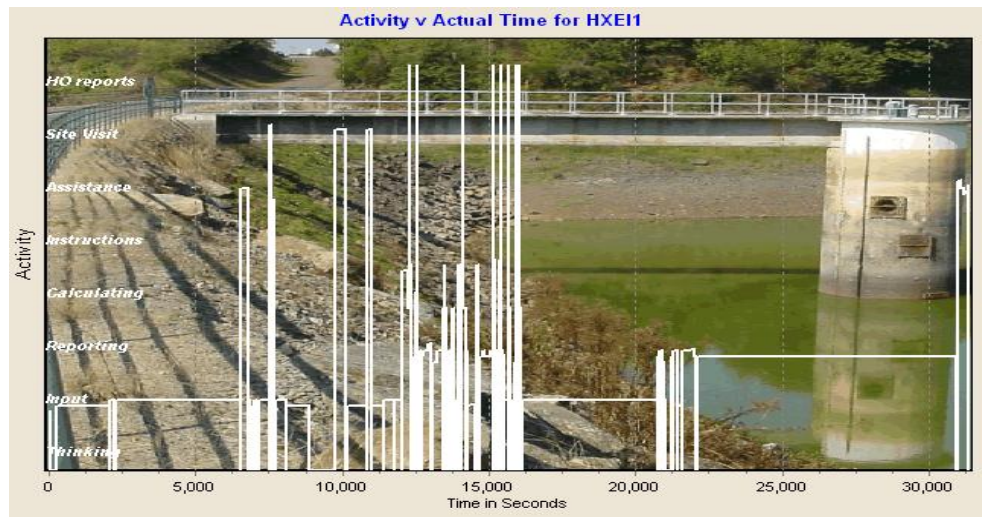 Activity v Actual Time for HXEI1
HO reports
Site Visit
Assistance
Instructions
Calculating
Reporting
Input
Thinking
Activity
0 5,000 10,000 15,000 20,000 25,000 30,000
Time in Seconds